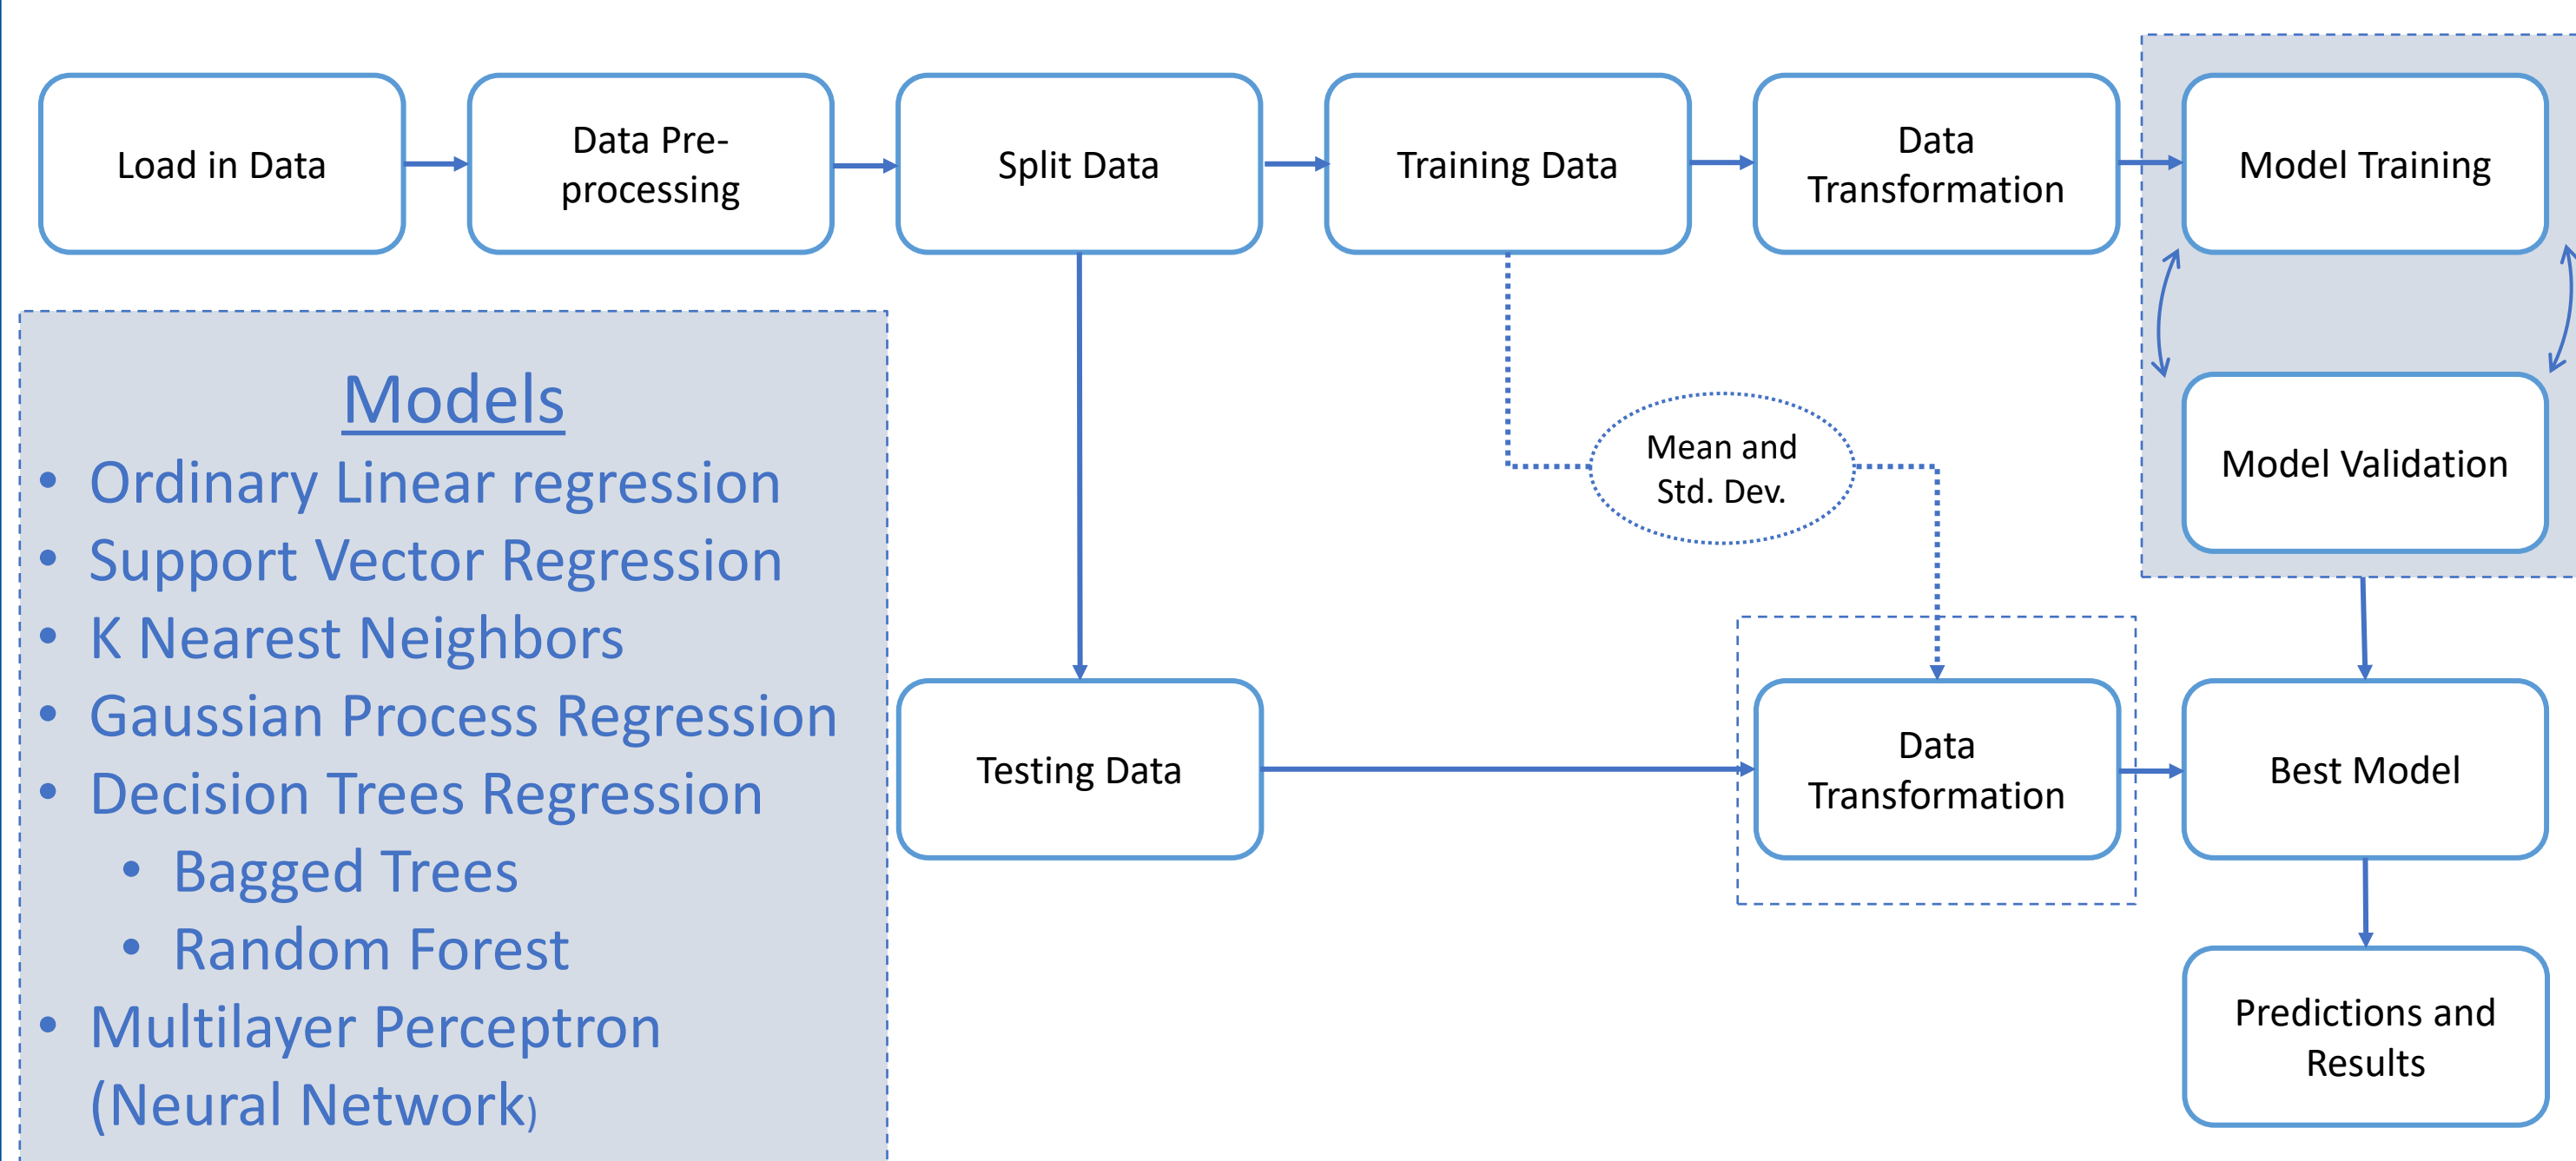 Load in Data
Data Pre-
processing
Split Data
Training Data
Data
Transformation
Model Training
Models
• Ordinary Linear regression
• Support Vector Regression
• K Nearest Neighbors
• Gaussian Process Regression
• Decision Trees Regression
• Bagged Trees
• Random Forest
• Multilayer Perceptron
(Neural Network)
Mean and
Std. Dev.
Model Validation
Testing Data
Data
Transformation
Best Model
Predictions and
Results